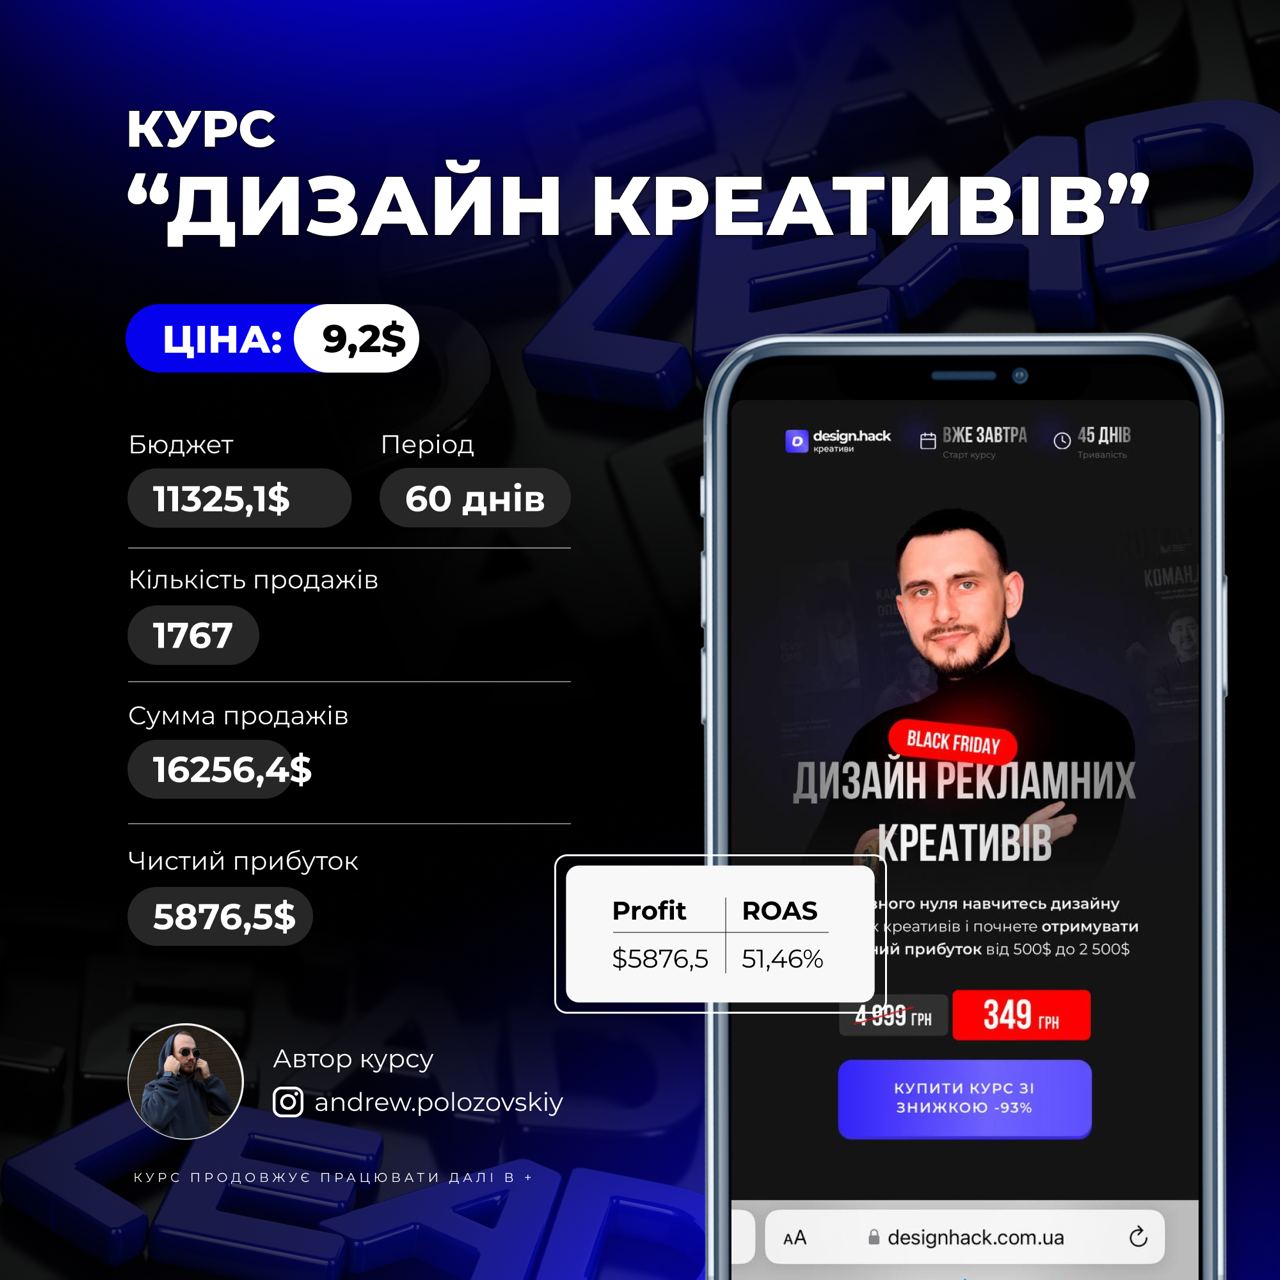 КУРС
“ДИЗАЙН КРЕАТИВІВ”
ЦІНА: 9,2$
Бюджет Період
11325,1$ 60 днів
Кількість продажів
1767
Сумма продажів
16256,4$
Чистий прибуток
5876,5$
Profit ROAS
$5876,5 51,46%
Автор курсу
andrew.polozovskiy
КУРС ПРОДОВЖУЄ ПРАЦЮВАТИ ДАЛІ В +
design.hack
креативи
ВЖЕ ЗАВТРА
Старт курсу
45 ДНІВ
Тривалість
КОМАН
BLACK FRIDAY
ДИЗАЙН РЕКЛАМНИХ
КРЕАТИВІВ
нуля навчитесь дизайну
креативів і почнете отримувати
прибуток від 500$ до 2 500$
4 999 ГРН 349 ГРН
КУПИТИ КУРС ЗІ
ЗНИЖКОЮ -93%
AA designhack.com.ua
LEAD
LEAD